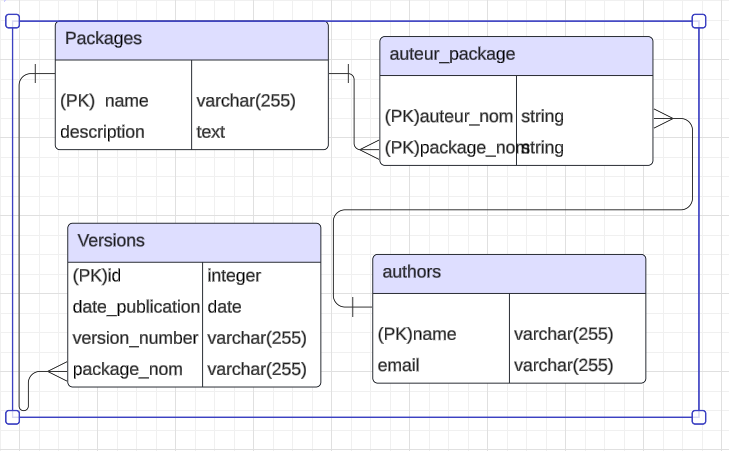 Packages
(PK) name varchar(255)
description text
auteur_package
(PK)auteur_nom string
(PK)package_nom string
Versions
(PK)id integer
date_publication date
version_number varchar(255)
package_nom varchar(255)
authors
(PK)name varchar(255)
email varchar(255)